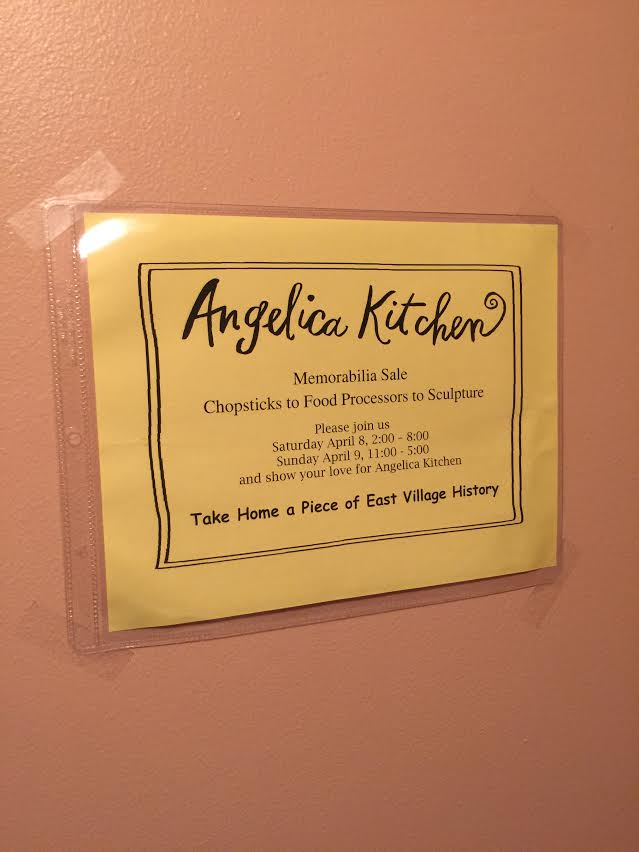 Angelica Kitchen
Memorabilia Sale
Chopsticks to Food Processors to Sculpture
Please join us
Saturday April 8, 2:00 - 8:00
Sunday April 9, 11:00 - 5:00
and show your love for Angelica Kitchen
Take Home a Piece of East Village History